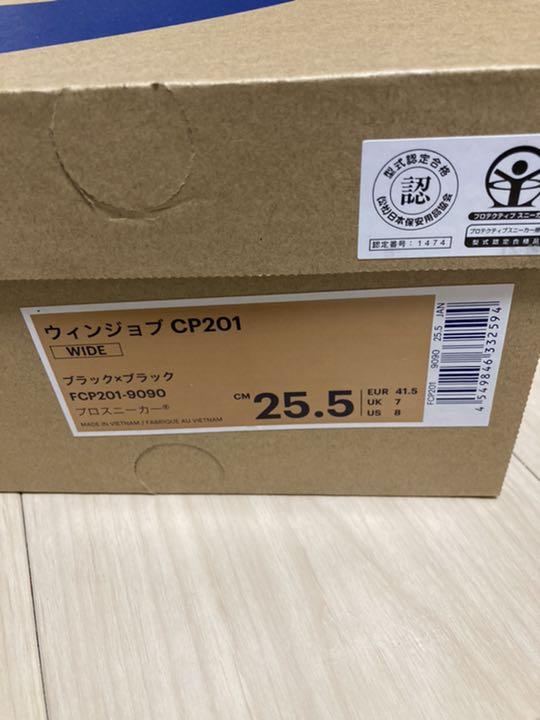 型式認定合格
認
(公社)日本保安用品協会
認定番号：1474
プロテクティブ スニーカー
型式認定合格品
ウィンジョブ CP201
WIDE
ブラック×ブラック
FCP201-9090
プロスニーカー®
MADE IN VIETNAM / FABRIQUE AU VIETNAM
CM 25.5
EUR 41.5
UK 7
US 8
FCP201 9090 25.5 JAN
4 549846 332594